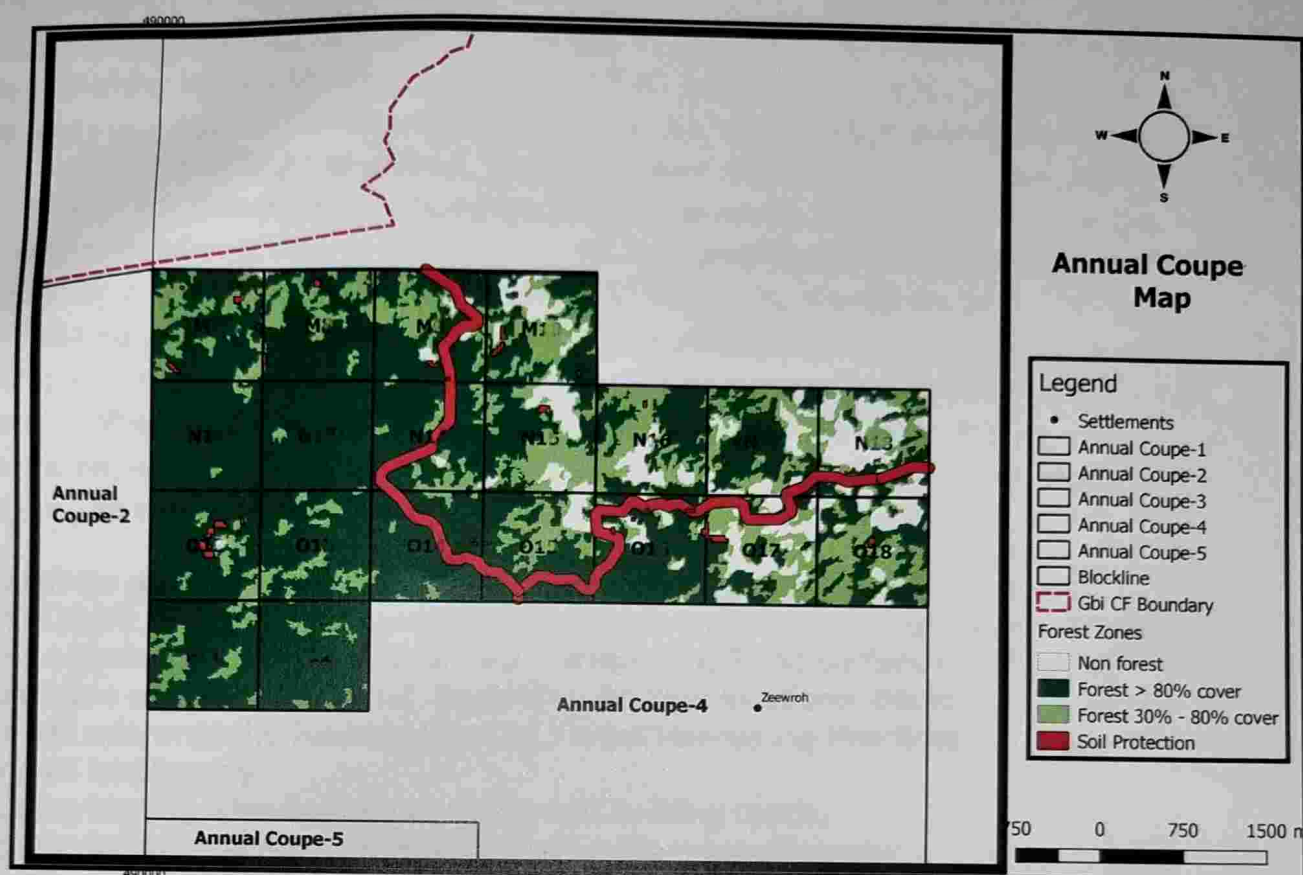 490000
N
W
E
S
Annual Coupe
Map
M10
N15
N16
N18
O17
O18
Annual
Coupe-2
Annual Coupe-4
Zeewroh
Annual Coupe-5
Legend
Settlements
Annual Coupe-1
Annual Coupe-2
Annual Coupe-3
Annual Coupe-4
Annual Coupe-5
Blockline
Gbi CF Boundary
Forest Zones
Non forest
Forest > 80% cover
Forest 30% - 80% cover
Soil Protection
750 0 750 1500 m
490000